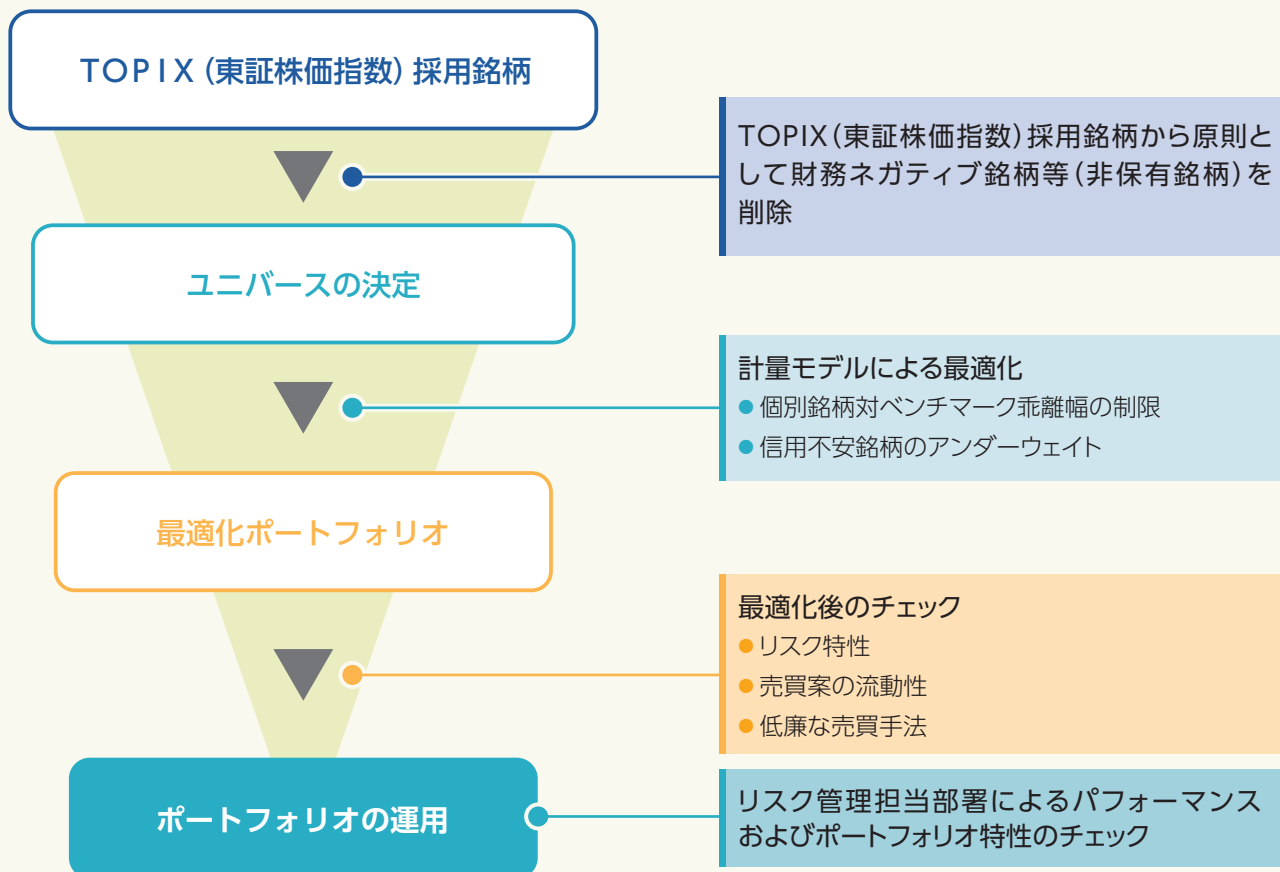 TOPIX（東証株価指数）採用銘柄
TOPIX（東証株価指数）採用銘柄から原則と
して財務ネガティブ銘柄等（非保有銘柄）を
削除
ユニバースの決定
計量モデルによる最適化
● 個別銘柄対ベンチマーク乖離幅の制限
● 信用不安銘柄のアンダーウェイト
最適化ポートフォリオ
最適化後のチェック
● リスク特性
● 売買案の流動性
● 低廉な売買手法
ポートフォリオの運用
リスク管理担当部署によるパフォーマンス
およびポートフォリオ特性のチェック